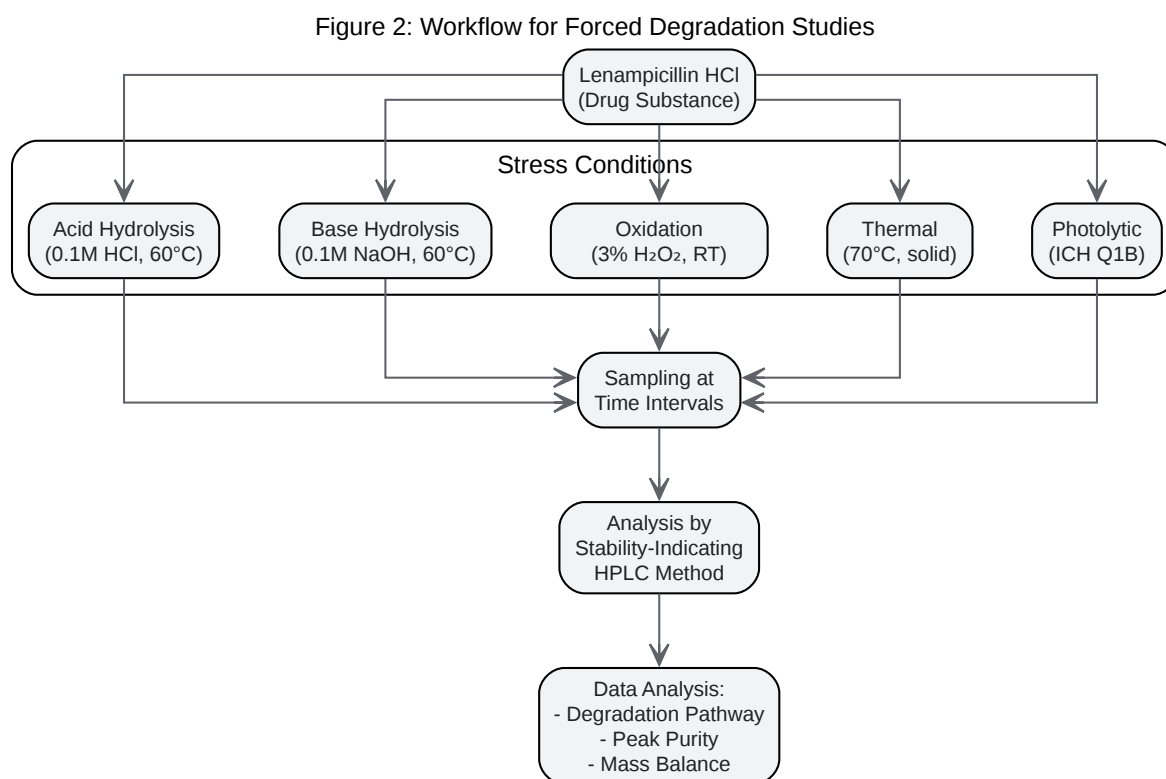 Figure 2: Workflow for Forced Degradation Studies
Lenampicillin HCl
(Drug Substance)
Stress Conditions
Acid Hydrolysis
(0.1M HCl, 60°C)
Base Hydrolysis
(0.1M NaOH, 60°C)
Oxidation
(3% H₂O₂, RT)
Thermal
(70°C, solid)
Photolytic
(ICH Q1B)
Sampling at
Time Intervals
Analysis by
Stability-Indicating
HPLC Method
Data Analysis:
- Degradation Pathway
- Peak Purity
- Mass Balance